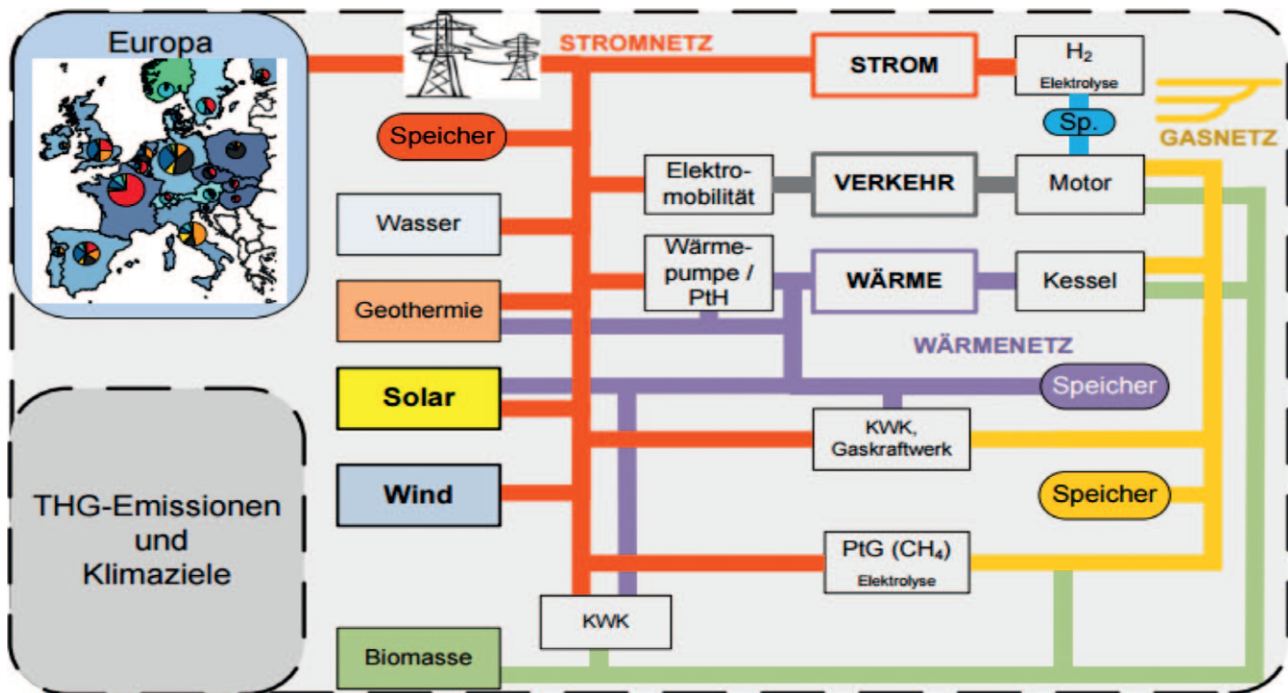 Europa
STROMNETZ
STROM
H₂
Elektrolyse
Speicher
Sp.
GASNETZ
Elektro-
mobilität
VERKEHR
Motor
Wasser
Wärme-
pumpe /
PtH
WÄRME
Kessel
Geothermie
WÄRMENETZ
Solar
Speicher
KWK,
Gaskraftwerk
Wind
Speicher
THG-Emissionen
und
Klimaziele
PtG (CH₄)
Elektrolyse
KWK
Biomasse